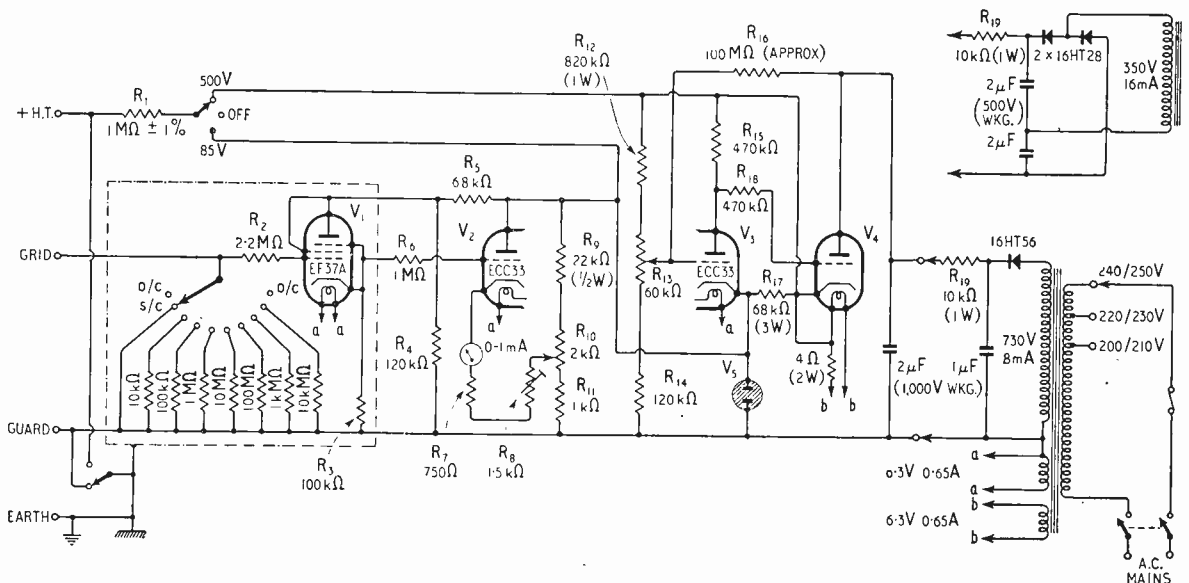 + H.T.
R1
1 MΩ ± 1%
500V
OFF
85V
R12
820kΩ
(1W)
R16
100 MΩ (APPROX)
R19
10kΩ(1W)
2 × 16HT28
2μF
(500V)
WKG.
2μF
350V
16mA
R5
68 kΩ
R15
470kΩ
R18
470kΩ
V1
EF37A
R2
2·2MΩ
GRID
O/C
S/C
O/C
a a
R6
1MΩ
V2
ECC33
a
R9
22kΩ
(½W)
R13
60kΩ
V3
ECC33
a
R17
68kΩ
(3W)
V4
16HT56
R19
10kΩ
(1W)
240/250V
220/230V
200/210V
730V
8mA
R4
120kΩ
0-1mA
R10
2kΩ
R11
1kΩ
R14
120kΩ
V5
4Ω
(2W)
b b
2μF
(1,000V WKG.)
1μF
10kΩ
100kΩ
1MΩ
10MΩ
100MΩ
1kMΩ
10kMΩ
GUARD
R3
100kΩ
R7
750Ω
R8
1·5kΩ
a
0·3V 0·65A
a
b
6·3V 0·65A
b
EARTH
A.C.
MAINS